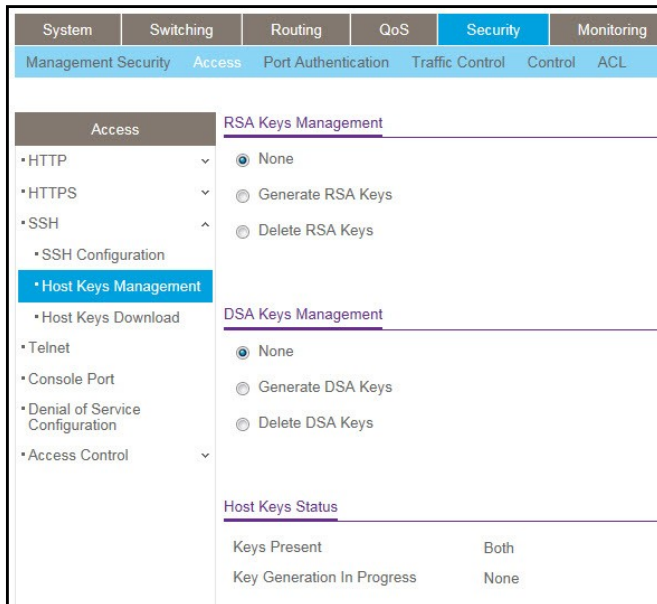 System Switching Routing QoS Security Monitoring
Management Security Access Port Authentication Traffic Control Control ACL
Access
HTTP
HTTPS
SSH
SSH Configuration
Host Keys Management
Host Keys Download
Telnet
Console Port
Denial of Service
Configuration
Access Control
RSA Keys Management
None
Generate RSA Keys
Delete RSA Keys
DSA Keys Management
None
Generate DSA Keys
Delete DSA Keys
Host Keys Status
Keys Present Both
Key Generation In Progress None